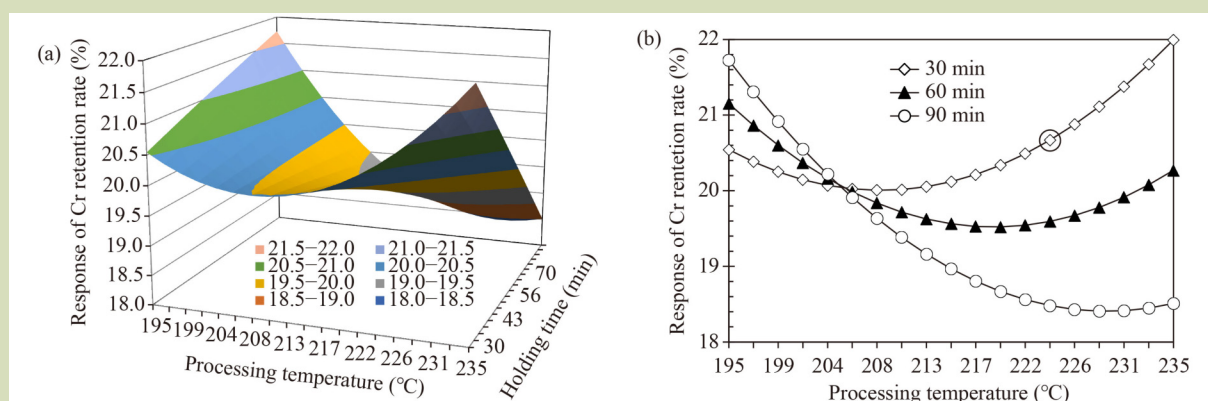 (a)
Response of Cr retention rate (%)
22.0
21.5
21.0
20.5
20.0
19.5
19.0
18.5
18.0
21.5−22.0 21.0−21.5
20.5−21.0 20.0−20.5
19.5−20.0 19.0−19.5
18.5−19.0 18.0−18.5
195 199 204 208 213 217 222 226 231 235
Processing temperature (°C)
30 43 56 70
Holding time (min)
(b)
Response of Cr rentetion rate (%)
22
21
20
19
18
30 min
60 min
90 min
195 199 204 208 213 217 222 226 231 235
Processing temperature (°C)